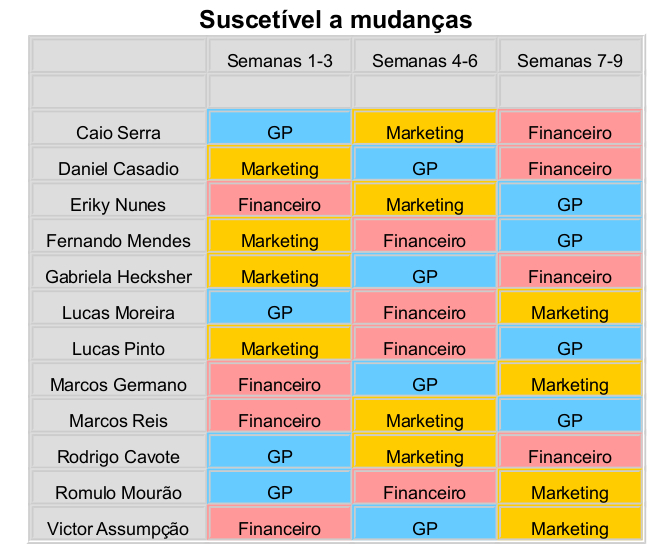 Suscetível a mudanças
Semanas 1-3 Semanas 4-6 Semanas 7-9
Caio Serra GP Marketing Financeiro
Daniel Casadio Marketing GP Financeiro
Eriky Nunes Financeiro Marketing GP
Fernando Mendes Marketing Financeiro GP
Gabriela Hecksher Marketing GP Financeiro
Lucas Moreira GP Financeiro Marketing
Lucas Pinto Marketing Financeiro GP
Marcos Germano Financeiro GP Marketing
Marcos Reis Financeiro Marketing GP
Rodrigo Cavote GP Marketing Financeiro
Romulo Mourão GP Financeiro Marketing
Victor Assumpção Financeiro GP Marketing